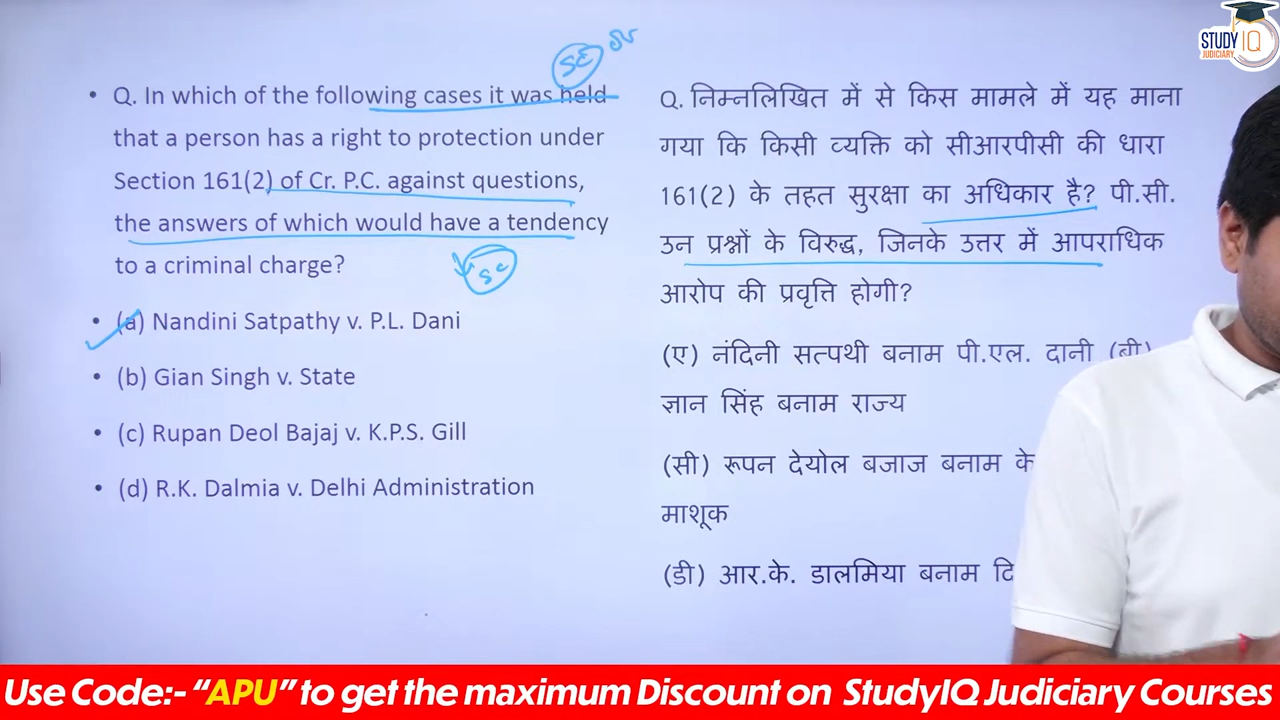 STUDY IQ
JUDICIARY
SC
• Q. In which of the following cases it was held
that a person has a right to protection under
Section 161(2) of Cr. P.C. against questions,
the answers of which would have a tendency
to a criminal charge?
SC
• (a) Nandini Satpathy v. P.L. Dani
• (b) Gian Singh v. State
• (c) Rupan Deol Bajaj v. K.P.S. Gill
• (d) R.K. Dalmia v. Delhi Administration
Q. निम्नलिखित में से किस मामले में यह माना
गया कि किसी व्यक्ति को सीआरपीसी की धारा
161(2) के तहत सुरक्षा का अधिकार है? पी.सी.
उन प्रश्नों के विरुद्ध, जिनके उत्तर में आपराधिक
आरोप की प्रवृत्ति होगी?
(ए) नंदिनी सत्पथी बनाम पी.एल. दानी (बी)
ज्ञान सिंह बनाम राज्य
(सी) रूपन देयोल बजाज बनाम के
माशूक
(डी) आर.के. डालमिया बनाम
Use Code:- “APU” to get the maximum Discount on StudyIQ Judiciary Courses